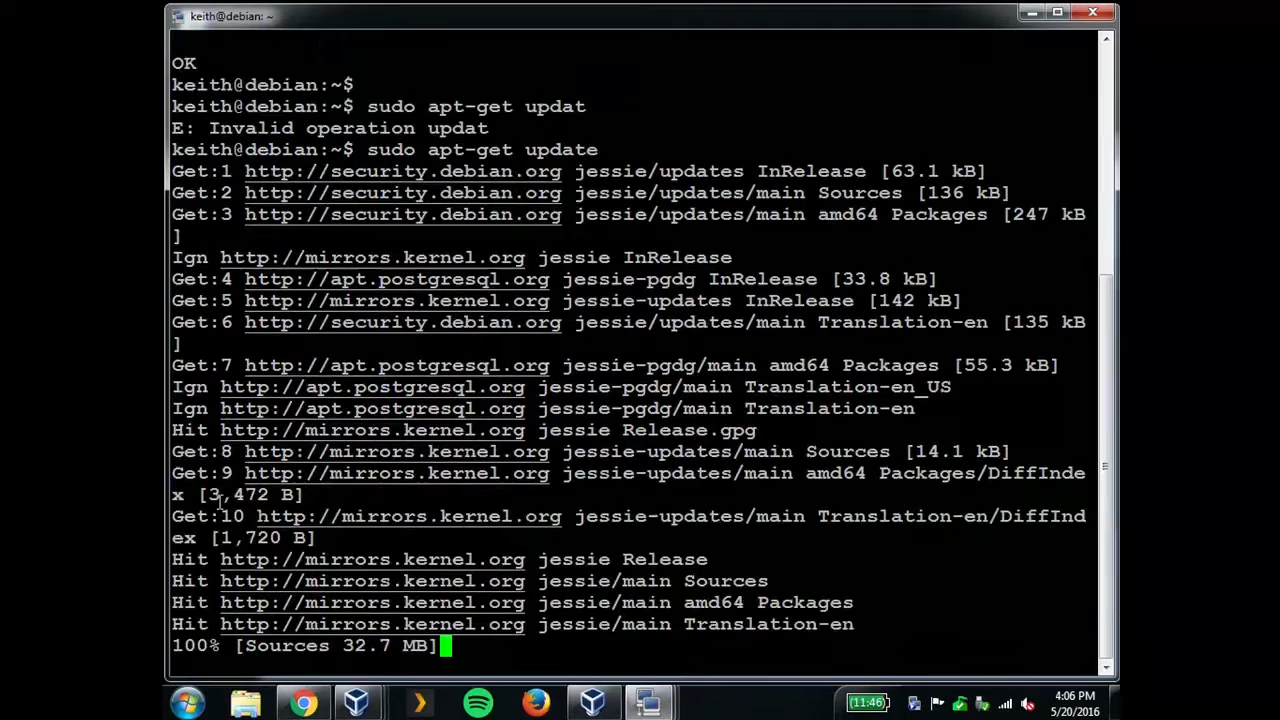 keith@debian: ~
OK
keith@debian:~$
keith@debian:~$ sudo apt-get updat
E: Invalid operation updat
keith@debian:~$ sudo apt-get update
Get:1 http://security.debian.org jessie/updates InRelease [63.1 kB]
Get:2 http://security.debian.org jessie/updates/main Sources [136 kB]
Get:3 http://security.debian.org jessie/updates/main amd64 Packages [247 kB
]
Ign http://mirrors.kernel.org jessie InRelease
Get:4 http://apt.postgresql.org jessie-pgdg InRelease [33.8 kB]
Get:5 http://mirrors.kernel.org jessie-updates InRelease [142 kB]
Get:6 http://security.debian.org jessie/updates/main Translation-en [135 kB
]
Get:7 http://apt.postgresql.org jessie-pgdg/main amd64 Packages [55.3 kB]
Ign http://apt.postgresql.org jessie-pgdg/main Translation-en_US
Ign http://apt.postgresql.org jessie-pgdg/main Translation-en
Hit http://mirrors.kernel.org jessie Release.gpg
Get:8 http://mirrors.kernel.org jessie-updates/main Sources [14.1 kB]
Get:9 http://mirrors.kernel.org jessie-updates/main amd64 Packages/DiffInde
x [3,472 B]
Get:10 http://mirrors.kernel.org jessie-updates/main Translation-en/DiffInd
ex [1,720 B]
Hit http://mirrors.kernel.org jessie Release
Hit http://mirrors.kernel.org jessie/main Sources
Hit http://mirrors.kernel.org jessie/main amd64 Packages
Hit http://mirrors.kernel.org jessie/main Translation-en
100% [Sources 32.7 MB]
(11:46)
4:06 PM
5/20/2016